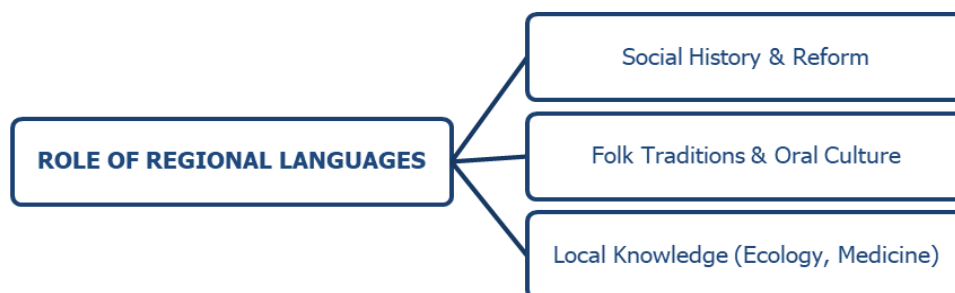 ROLE OF REGIONAL LANGUAGES
Social History & Reform
Folk Traditions & Oral Culture
Local Knowledge (Ecology, Medicine)